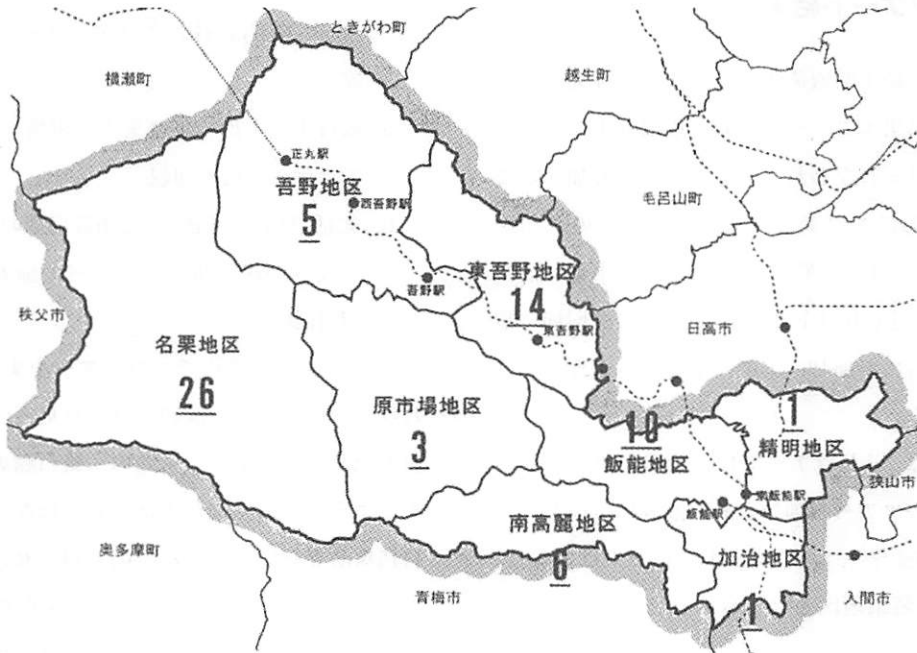 ときがわ町
横瀬町
越生町
正丸駅
吾野地区
5
西吾野駅
毛呂山町
東吾野地区
14
吾野駅
東吾野駅
秩父市
日高市
名栗地区
26
原市場地区
3
10
飯能地区
1
精明地区
狭山市
東飯能駅
飯能駅
南高麗地区
6
加治地区
1
奥多摩町
青梅市
入間市